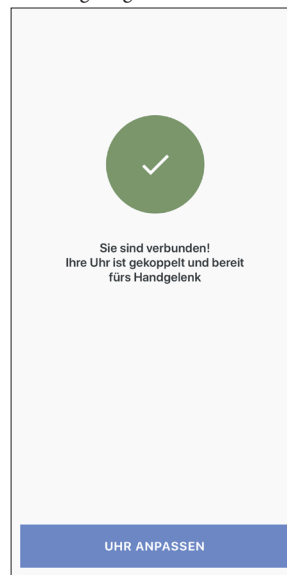 Sie sind verbunden!
Ihre Uhr ist gekoppelt und bereit
fürs Handgelenk
UHR ANPASSEN